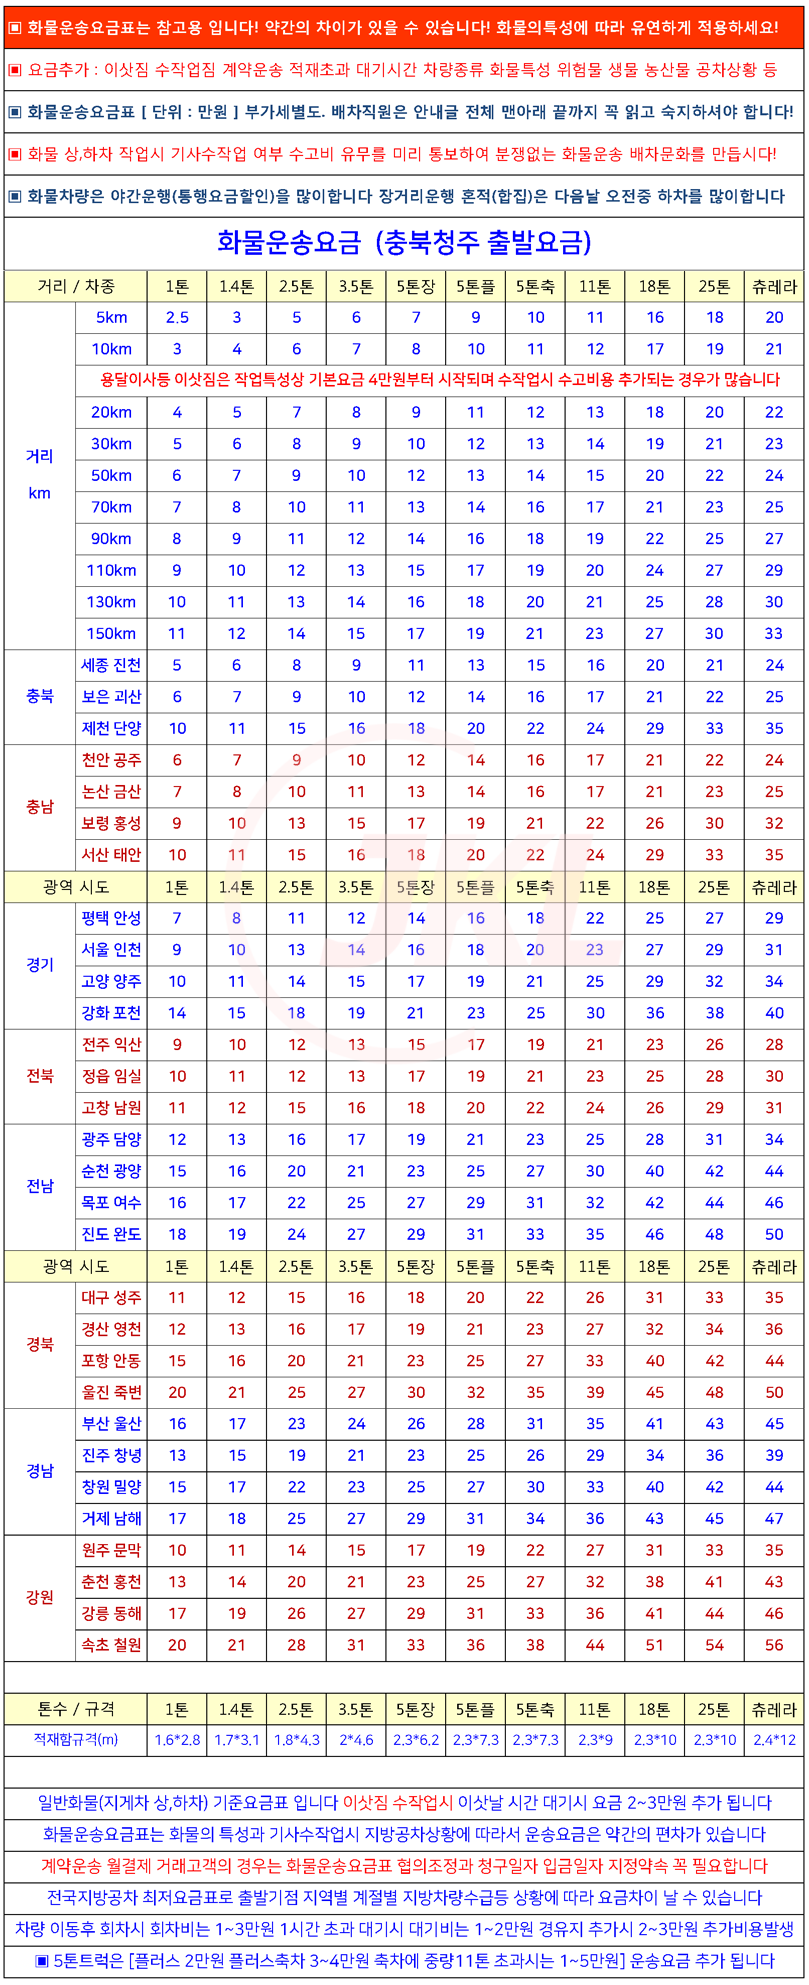 ▣ 화물운송요금표는 참고용 입니다! 약간의 차이가 있을 수 있습니다! 화물의특성에 따라 유연하게 적용하세요!
▣ 요금추가 : 이삿짐 수작업짐 계약운송 적재초과 대기시간 차량종류 화물특성 위험물 생물 농산물 공차상황 등
▣ 화물운송요금표 [ 단위 : 만원 ] 부가세별도. 배차직원은 안내글 전체 맨아래 끝까지 꼭 읽고 숙지하셔야 합니다!
▣ 화물 상,하차 작업시 기사수작업 여부 수고비 유무를 미리 통보하여 분쟁없는 화물운송 배차문화를 만듭시다!
▣ 화물차량은 야간운행(통행요금할인)을 많이합니다 장거리운행 혼적(합짐)은 다음날 오전중 하차를 많이합니다
화물운송요금 (충북청주 출발요금)
거리 / 차종 1톤 1.4톤 2.5톤 3.5톤 5톤장 5톤플 5톤축 11톤 18톤 25톤 츄레라
5km 2.5 3 5 6 7 9 10 11 16 18 20
10km 3 4 6 7 8 10 11 12 17 19 21
용달이사등 이삿짐은 작업특성상 기본요금 4만원부터 시작되며 수작업시 수고비용 추가되는 경우가 많습니다
20km 4 5 7 8 9 11 12 13 18 20 22
30km 5 6 8 9 10 12 13 14 19 21 23
거리
km
50km 6 7 9 10 12 13 14 15 20 22 24
70km 7 8 10 11 13 14 16 17 21 23 25
90km 8 9 11 12 14 16 18 19 22 25 27
110km 9 10 12 13 15 17 19 20 24 27 29
130km 10 11 13 14 16 18 20 21 25 28 30
150km 11 12 14 15 17 19 21 23 27 30 33
세종 진천 5 6 8 9 11 13 15 16 20 21 24
충북 보은 괴산 6 7 9 10 12 14 16 17 21 22 25
제천 단양 10 11 15 16 18 20 22 24 29 33 35
천안 공주 6 7 9 10 12 14 16 17 21 22 24
충남
논산 금산 7 8 10 11 13 14 16 17 21 23 25
보령 홍성 9 10 13 15 17 19 21 22 26 30 32
서산 태안 10 11 15 16 18 20 22 24 29 33 35
JKL
광역 시도 1톤 1.4톤 2.5톤 3.5톤 5톤장 5톤플 5톤축 11톤 18톤 25톤 츄레라
평택 안성 7 8 11 12 14 16 18 22 25 27 29
경기
서울 인천 9 10 13 14 16 18 20 23 27 29 31
고양 양주 10 11 14 15 17 19 21 25 29 32 34
강화 포천 14 15 18 19 21 23 25 30 36 38 40
전주 익산 9 10 12 13 15 17 19 21 23 26 28
전북 정읍 임실 10 11 12 13 17 19 21 23 25 28 30
고창 남원 11 12 15 16 18 20 22 24 26 29 31
광주 담양 12 13 16 17 19 21 23 25 28 31 34
전남
순천 광양 15 16 20 21 23 25 27 30 40 42 44
목포 여수 16 17 22 25 27 29 31 32 42 44 46
진도 완도 18 19 24 27 29 31 33 35 46 48 50
광역 시도 1톤 1.4톤 2.5톤 3.5톤 5톤장 5톤플 5톤축 11톤 18톤 25톤 츄레라
대구 성주 11 12 15 16 18 20 22 26 31 33 35
경북
경산 영천 12 13 16 17 19 21 23 27 32 34 36
포항 안동 15 16 20 21 23 25 27 33 40 42 44
울진 죽변 20 21 25 27 30 32 35 39 45 48 50
부산 울산 16 17 23 24 26 28 31 35 41 43 45
경남
진주 창녕 13 15 19 21 23 25 26 29 34 36 39
창원 밀양 15 17 22 23 25 27 30 33 40 42 44
거제 남해 17 18 25 27 29 31 34 36 43 45 47
원주 문막 10 11 14 15 17 19 22 27 31 33 35
강원
춘천 홍천 13 14 20 21 23 25 27 32 38 41 43
강릉 동해 17 19 26 27 29 31 33 36 41 44 46
속초 철원 20 21 28 31 33 36 38 44 51 54 56
톤수 / 규격 1톤 1.4톤 2.5톤 3.5톤 5톤장 5톤플 5톤축 11톤 18톤 25톤 츄레라
적재함규격(m) 1.6*2.8 1.7*3.1 1.8*4.3 2*4.6 2.3*6.2 2.3*7.3 2.3*7.3 2.3*9 2.3*10 2.3*10 2.4*12
일반화물(지게차 상,하차) 기준요금표 입니다 이삿짐 수작업시 이삿날 시간 대기시 요금 2~3만원 추가 됩니다
화물운송요금표는 화물의 특성과 기사수작업시 지방공차상황에 따라서 운송요금은 약간의 편차가 있습니다
계약운송 월결제 거래고객의 경우는 화물운송요금표 협의조정과 청구일자 입금일자 지정약속 꼭 필요합니다
전국지방공차 최저요금표로 출발기점 지역별 계절별 지방차량수급등 상황에 따라 요금차이 날 수 있습니다
차량 이동후 회차시 회차비는 1~3만원 1시간 초과 대기시 대기비는 1~2만원 경유지 추가시 2~3만원 추가비용발생
▣ 5톤트럭은 [플러스 2만원 플러스축차 3~4만원 축차에 중량11톤 초과시는 1~5만원] 운송요금 추가 됩니다